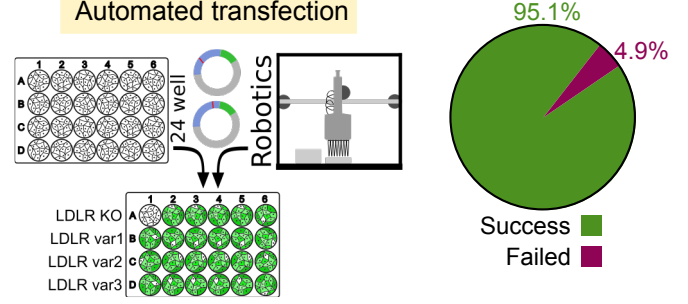 Automated transfection
1 2 3 4 5 6
A
B
C
D
24 well
Robotics
1 2 3 4 5 6
LDLR KO A
LDLR var1 B
LDLR var2 C
LDLR var3 D
95.1%
4.9%
Success
Failed